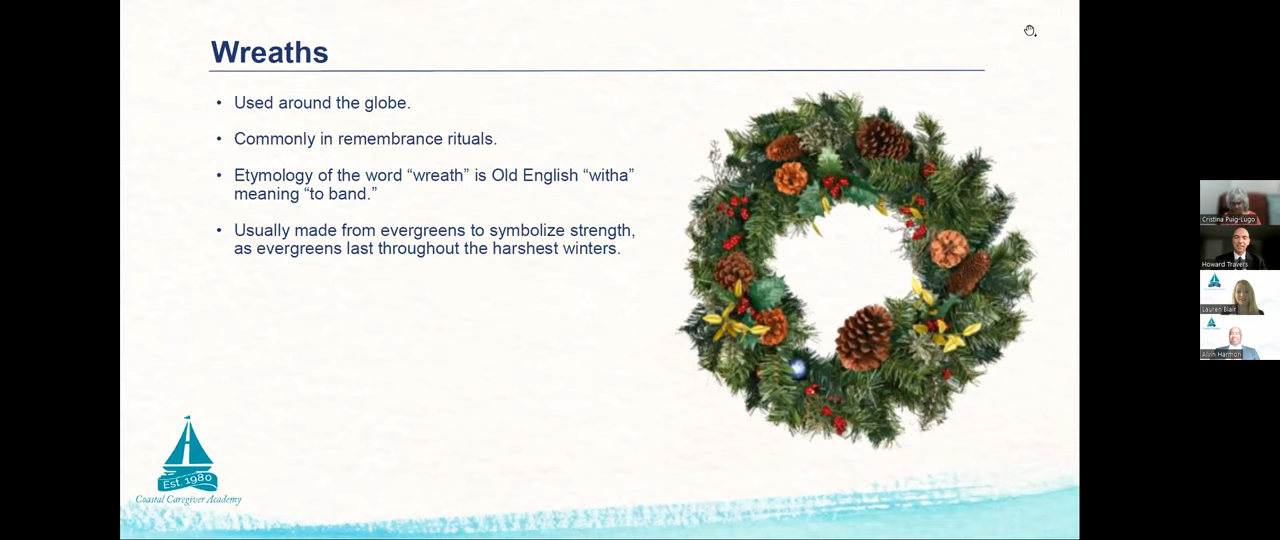 Wreaths
• Used around the globe.
• Commonly in remembrance rituals.
• Etymology of the word “wreath” is Old English “witha”
meaning “to band.”
• Usually made from evergreens to symbolize strength,
as evergreens last throughout the harshest winters.
Est. 1980
Coastal Caregiver Academy
Cristina Puig-Lugo
Howard Travers
Lauren Blair
Alvin Harmon